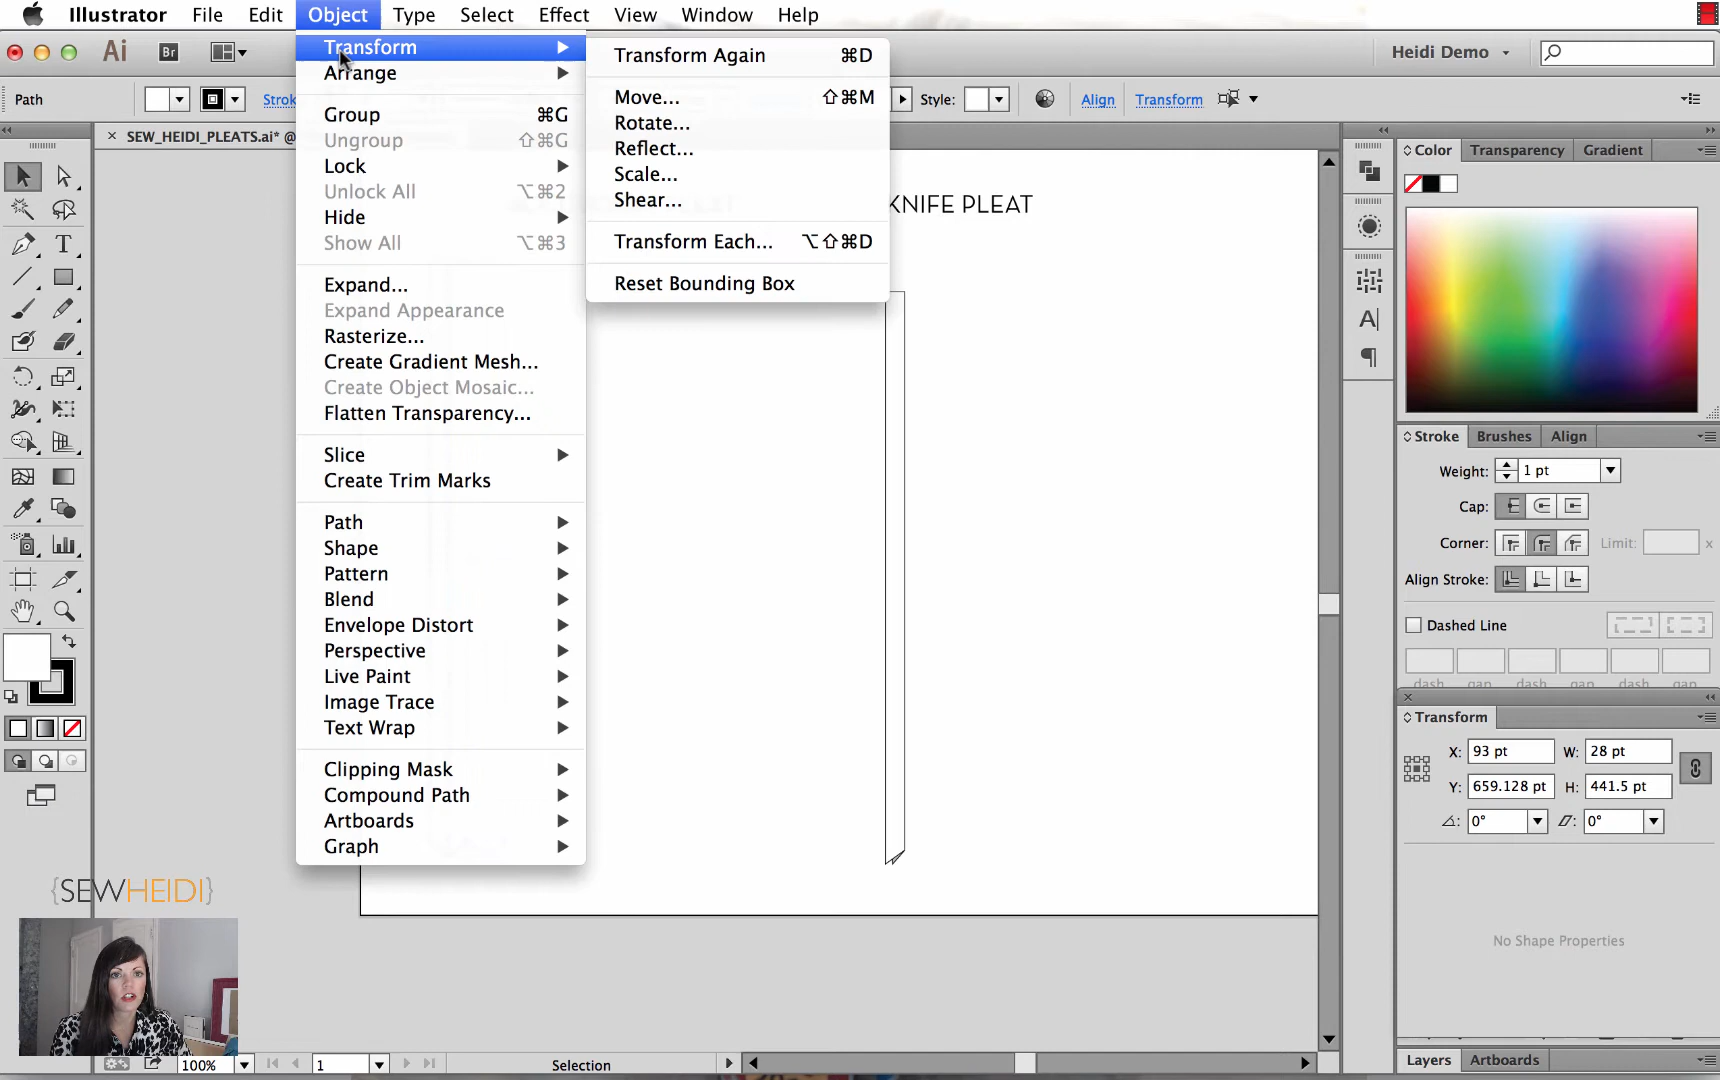 Illustrator File Edit Object Type Select Effect View Window Help
Ai Br Heidi Demo
Path Strok Style: Align Transform
× SEW_HEIDI_PLEATS.ai* @
Transform
Arrange
Group ⌘G
Ungroup ⇧⌘G
Lock
Unlock All ⌥⌘2
Hide
Show All ⌥⌘3
Expand...
Expand Appearance
Rasterize...
Create Gradient Mesh...
Create Object Mosaic...
Flatten Transparency...
Slice
Create Trim Marks
Path
Shape
Pattern
Blend
Envelope Distort
Perspective
Live Paint
Image Trace
Text Wrap
Clipping Mask
Compound Path
Artboards
Graph
Transform Again ⌘D
Move... ⇧⌘M
Rotate...
Reflect...
Scale...
Shear...
Transform Each... ⌥⇧⌘D
Reset Bounding Box
KNIFE PLEAT
Color Transparency Gradient
Stroke Brushes Align
Weight: 1 pt
Cap:
Corner: Limit: x
Align Stroke:
Dashed Line
dash gap dash gap dash gap
Transform
X: 93 pt W: 28 pt
Y: 659.128 pt H: 441.5 pt
0° 0°
No Shape Properties
Layers Artboards
{SEWHEIDI}
100% 1 Selection